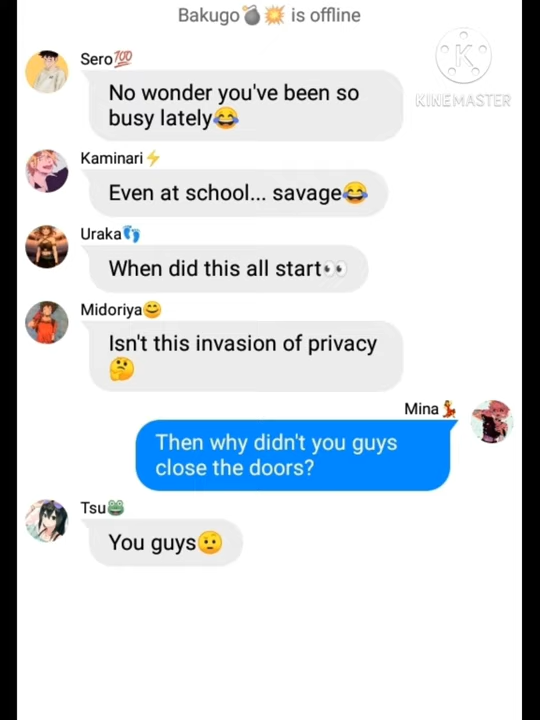 Bakugo💣💥 is offline
K
KINEMASTER
Sero💯
No wonder you've been so
busy lately😂
Kaminari⚡
Even at school... savage😂
Uraka👣
When did this all start👀
Midoriya😊
Isn't this invasion of privacy
🤔
Mina💃
Then why didn't you guys
close the doors?
Tsu🐸
You guys🤨